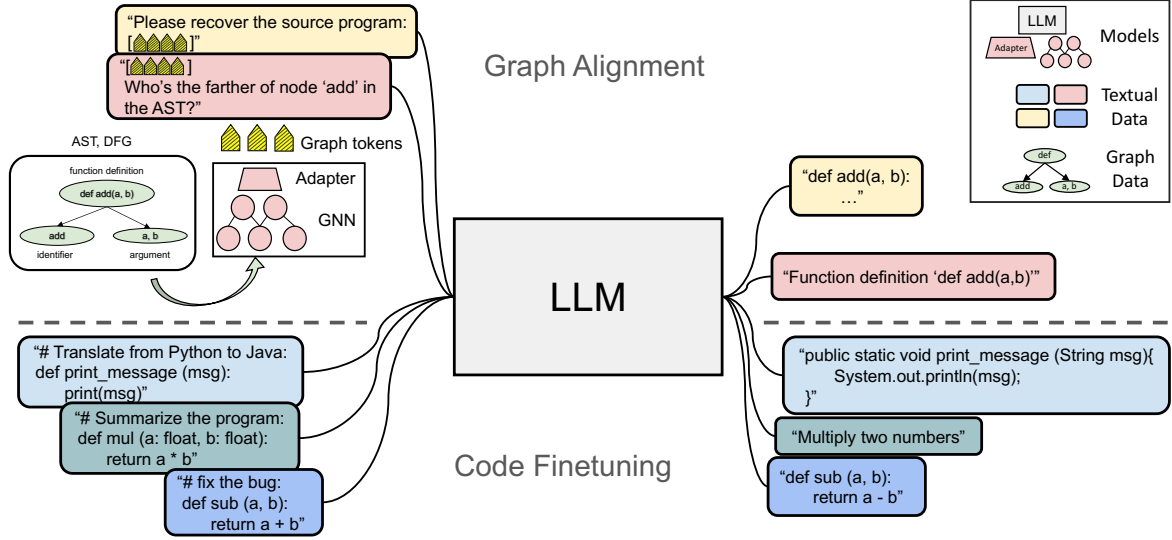 “Please recover the source program:
[ ]”
“[ ]
Who’s the farther of node ‘add’ in
the AST?”
Graph Alignment
LLM
Adapter
Models
Textual
Data
def
add
a, b
Graph
Data
AST, DFG
function definition
def add(a, b)
add
a, b
identifier
argument
Graph tokens
Adapter
GNN
LLM
“def add(a, b):
…”
“Function definition ‘def add(a,b)’”
“# Translate from Python to Java:
def print_message (msg):
print(msg)”
“# Summarize the program:
def mul (a: float, b: float):
return a * b”
“# fix the bug:
def sub (a, b):
return a + b”
Code Finetuning
“public static void print_message (String msg){
System.out.println(msg);
}”
“Multiply two numbers”
“def sub (a, b):
return a - b”